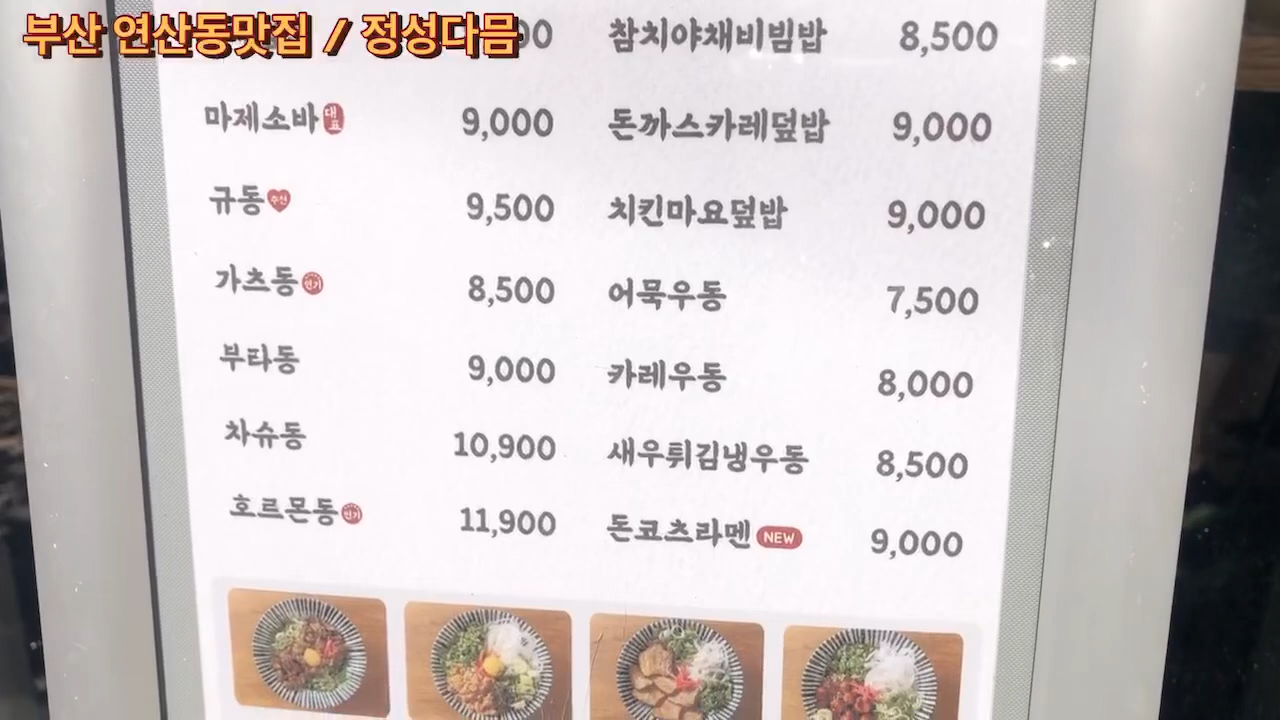 부산 연산동맛집 / 정성다믐
참치야채비빔밥 8,500
마제소바 대표 9,000
돈까스카레덮밥 9,000
규동 추천 9,500
치킨마요덮밥 9,000
가츠동 인기 8,500
어묵우동 7,500
부타동 9,000
카레우동 8,000
차슈동 10,900
새우튀김냉우동 8,500
호르몬동 인기 11,900
돈코츠라멘 NEW 9,000